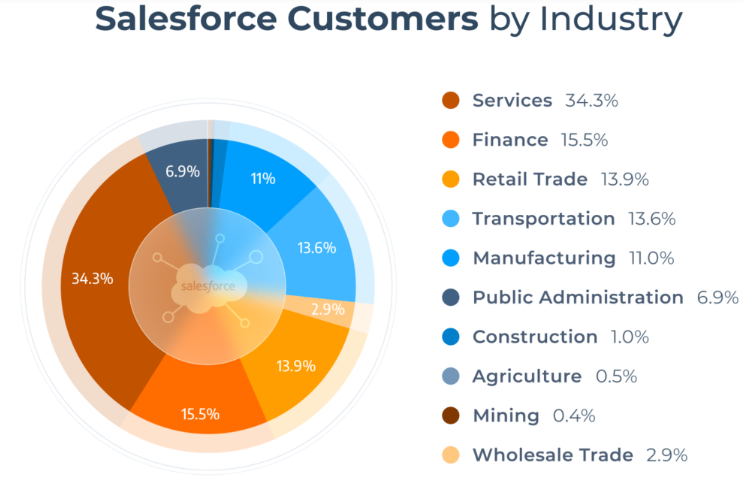 Salesforce Customers by Industry
6.9%
11%
13.6%
34.3%
salesforce
2.9%
13.9%
15.5%
Services 34.3%
Finance 15.5%
Retail Trade 13.9%
Transportation 13.6%
Manufacturing 11.0%
Public Administration 6.9%
Construction 1.0%
Agriculture 0.5%
Mining 0.4%
Wholesale Trade 2.9%